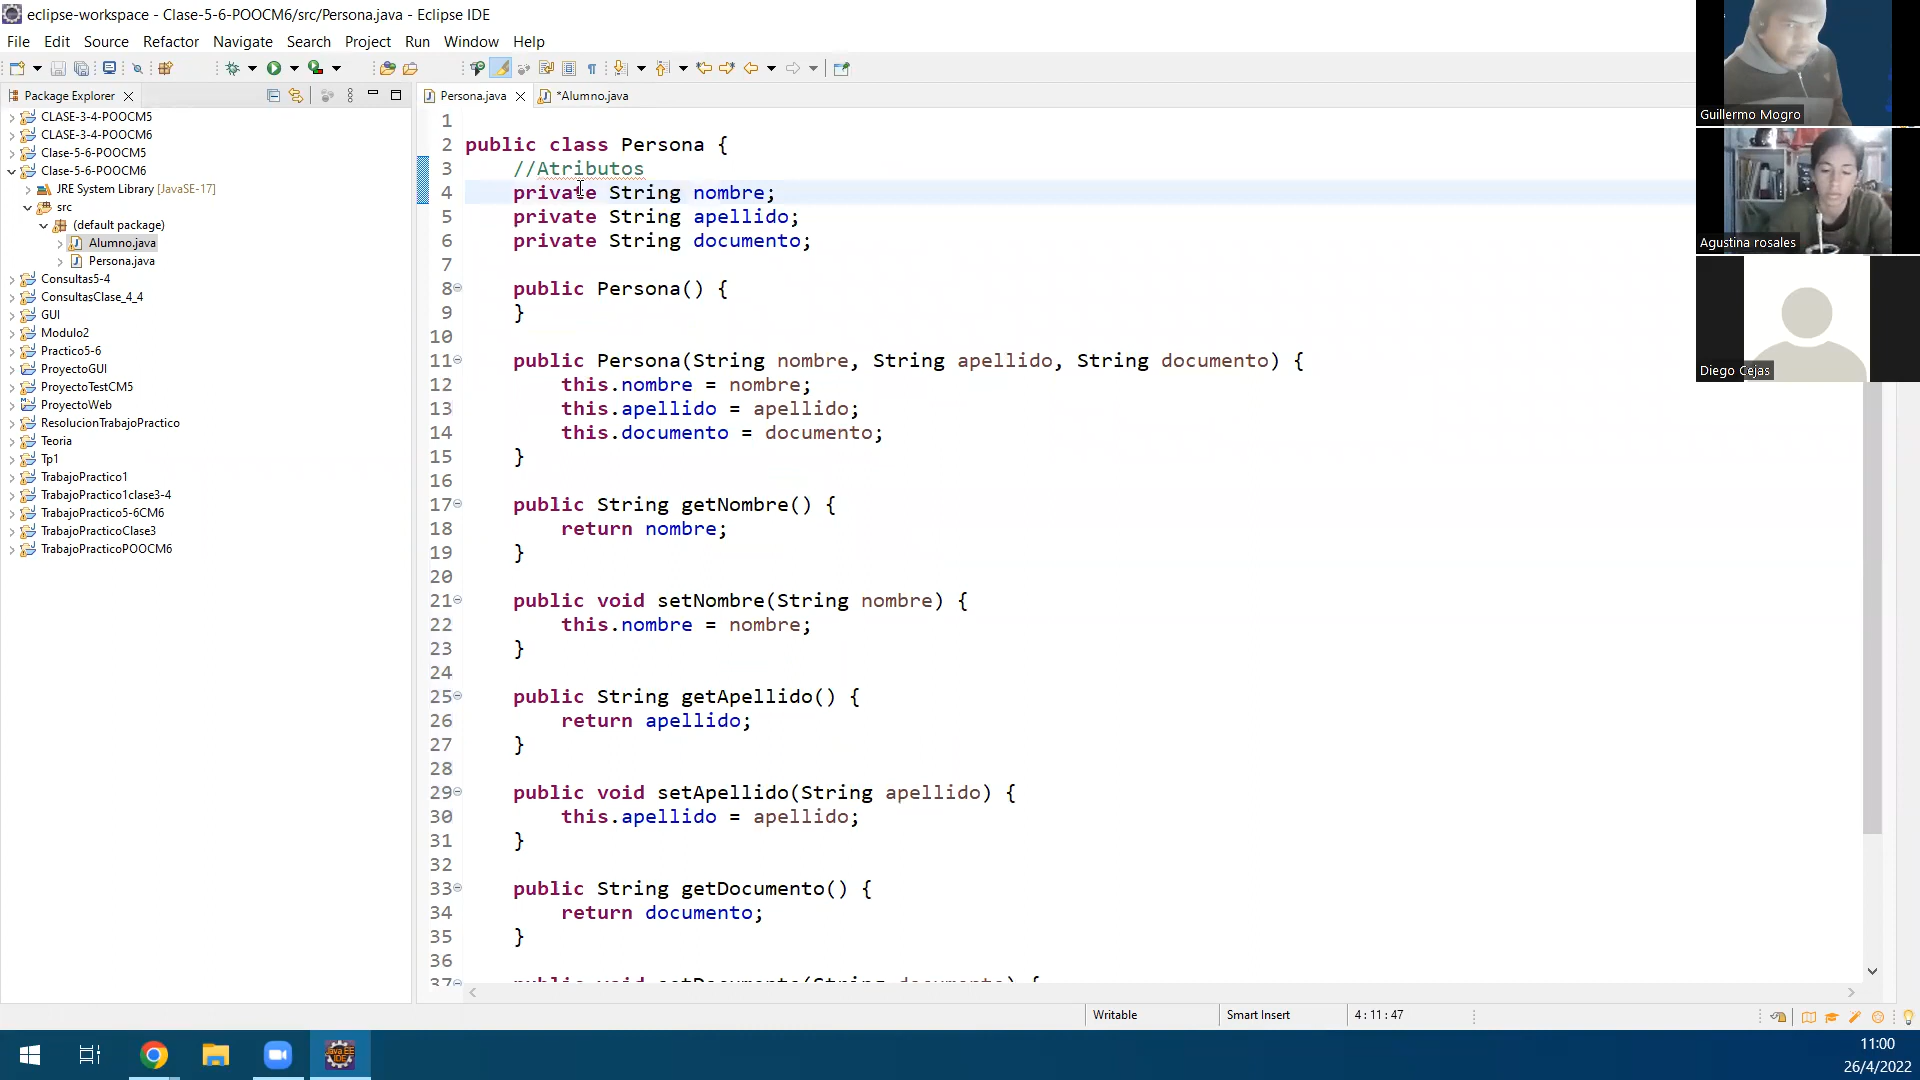 eclipse-workspace - Clase-5-6-POOCM6/src/Persona.java - Eclipse IDE
File Edit Source Refactor Navigate Search Project Run Window Help
Package Explorer
Persona.java *Alumno.java
CLASE-3-4-POOCM5
CLASE-3-4-POOCM6
Clase-5-6-POOCM5
Clase-5-6-POOCM6
JRE System Library [JavaSE-17]
src
(default package)
Alumno.java
Persona.java
Consultas5-4
ConsultasClase_4_4
GUI
Modulo2
Practico5-6
ProyectoGUI
ProyectoTestCM5
ProyectoWeb
ResolucionTrabajoPractico
Teoria
Tp1
TrabajoPractico1
TrabajoPractico1clase3-4
TrabajoPractico5-6CM6
TrabajoPracticoClase3
TrabajoPracticoPOOCM6
1
2 public class Persona {
3 //Atributos
4 private String nombre;
5 private String apellido;
6 private String documento;
7
8 public Persona() {
9 }
10
11 public Persona(String nombre, String apellido, String documento) {
12 this.nombre = nombre;
13 this.apellido = apellido;
14 this.documento = documento;
15 }
16
17 public String getNombre() {
18 return nombre;
19 }
20
21 public void setNombre(String nombre) {
22 this.nombre = nombre;
23 }
24
25 public String getApellido() {
26 return apellido;
27 }
28
29 public void setApellido(String apellido) {
30 this.apellido = apellido;
31 }
32
33 public String getDocumento() {
34 return documento;
35 }
36
37 public void setDocumento(String documento) {
Guillermo Mogro
Agustina rosales
Diego Cejas
Writable Smart Insert 4 : 11 : 47
Java EE
IDE
11:00
26/4/2022